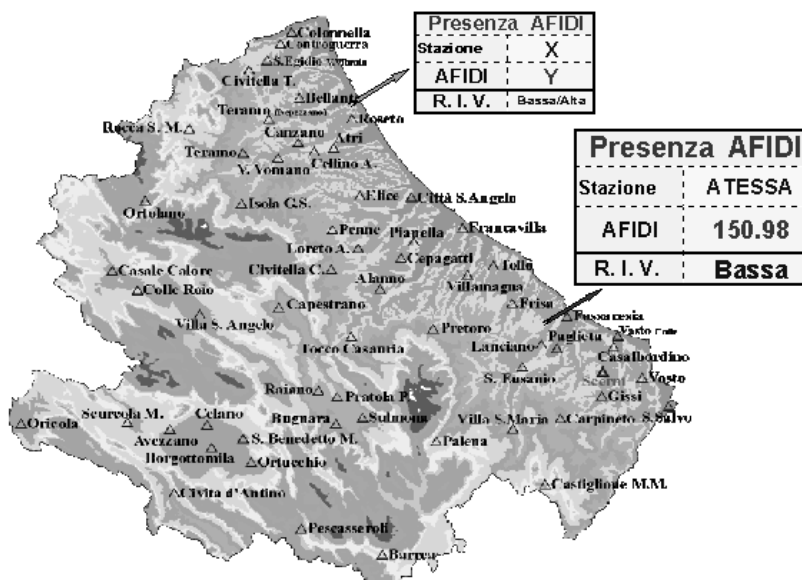 Colonnella
Controguerra
S.Egidio
Civitella T.
Bellante
Teramo
Roseto
Rocca S. M.
Canzano
Atri
Teramo
Cellino A.
V. Vomano
Elice
Città S.Angelo
Isola G.S.
Ortolano
Penne
Piapella
Francavilla
Loreto A.
Cepagatti
Tollo
Casale Calore
Civitella C.
Alanno
Villamagna
Colle Roio
Capestrano
Frisa
Villa S. Angelo
Pretoro
Fossacesia
Vasto
Tocco Casauria
Lanciano
Paglieta
Casalbordino
S. Eusanio
Scerni
Vasto
Raiano
Pratola P.
Gissi
Oricola
Scurcola M.
Celano
Bugnara
Sulmona
Villa S.Maria
Carpineto
S.Salvo
Avezzano
S. Benedetto M.
Palena
Borgottomila
Ortucchio
Civita d'Antino
Castiglione M.M.
Pescasseroli
Barrea
Presenza AFIDI
Stazione X
AFIDI Y
R. I. V. Bassa/Alta
Presenza AFIDI
Stazione ATESSA
AFIDI 150.98
R. I. V. Bassa